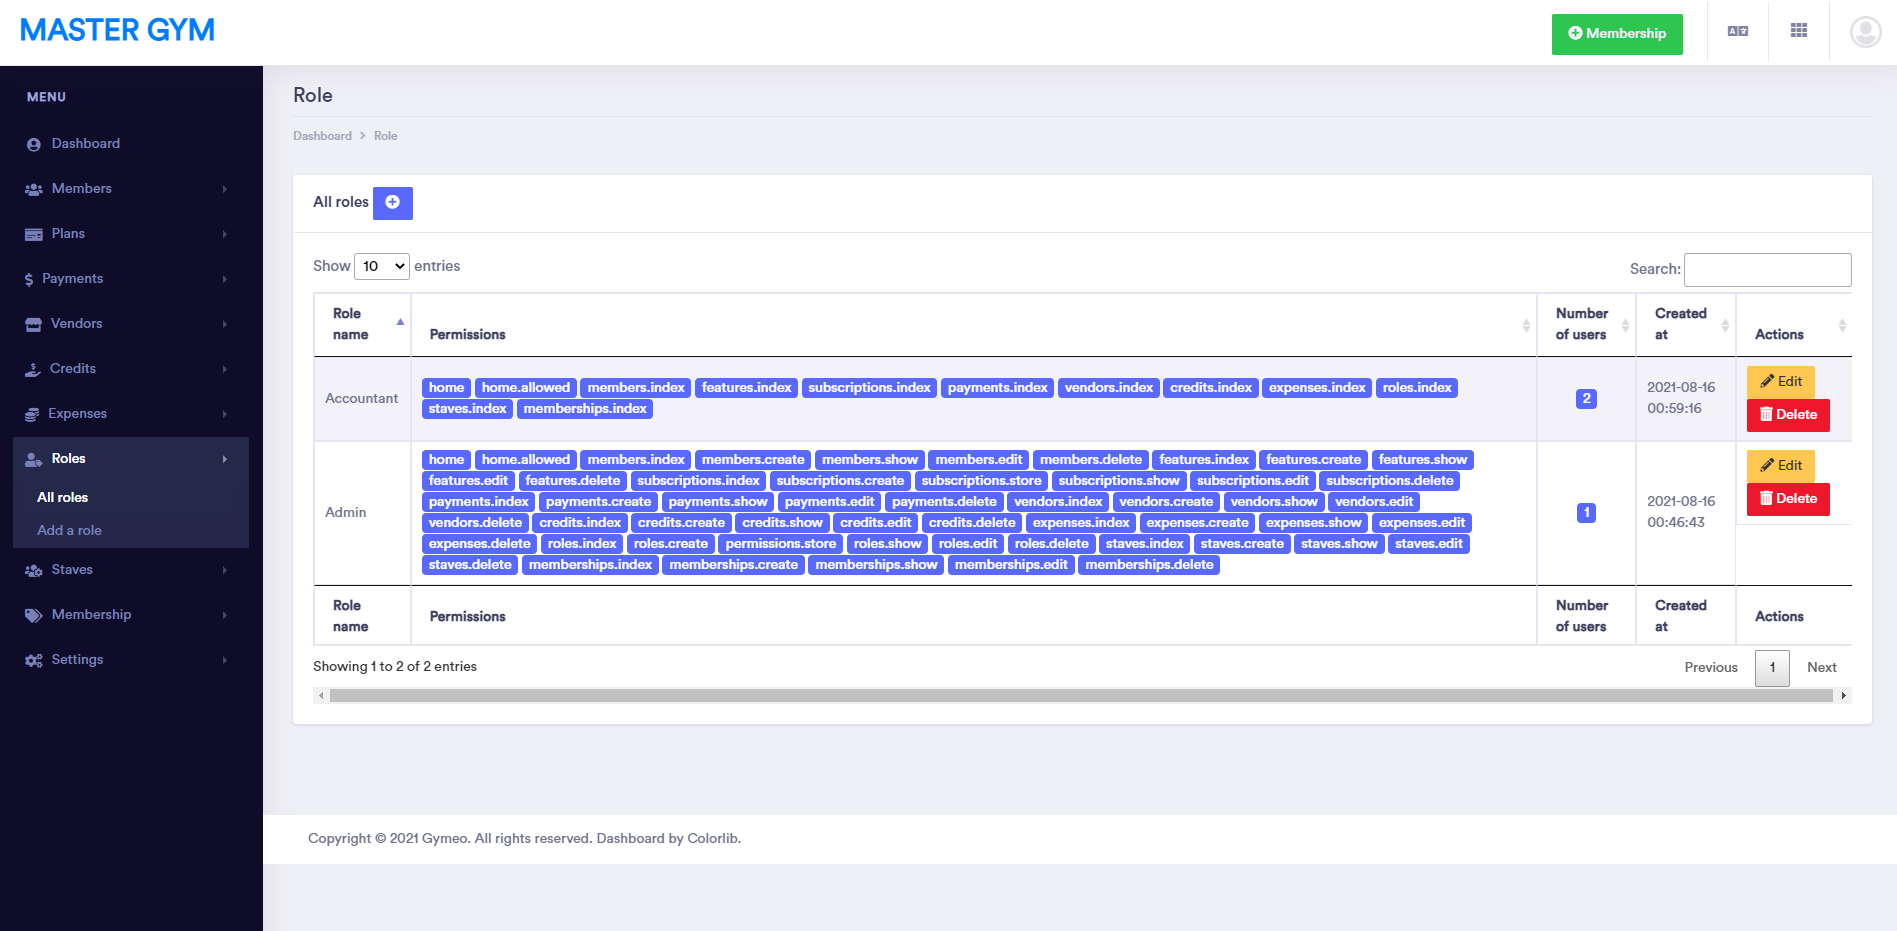 MASTER GYM
Membership
MENU
Dashboard
Members
Plans
Payments
Vendors
Credits
Expenses
Roles
All roles
Add a role
Staves
Membership
Settings
Role
Dashboard > Role
All roles
Show 10 entries
Search:
Role name Permissions Number of users Created at Actions
Accountant
home home.allowed members.index features.index subscriptions.index payments.index vendors.index credits.index expenses.index roles.index
staves.index memberships.index
2
2021-08-16
00:59:16
Edit
Delete
Admin
home home.allowed members.index members.create members.show members.edit members.delete features.index features.create features.show
features.edit features.delete subscriptions.index subscriptions.create subscriptions.store subscriptions.show subscriptions.edit subscriptions.delete
payments.index payments.create payments.show payments.edit payments.delete vendors.index vendors.create vendors.show vendors.edit
vendors.delete credits.index credits.create credits.show credits.edit credits.delete expenses.index expenses.create expenses.show expenses.edit
expenses.delete roles.index roles.create permissions.store roles.show roles.edit roles.delete staves.index staves.create staves.show staves.edit
staves.delete memberships.index memberships.create memberships.show memberships.edit memberships.delete
1
2021-08-16
00:46:43
Edit
Delete
Role name Permissions Number of users Created at Actions
Showing 1 to 2 of 2 entries
Previous 1 Next
Copyright © 2021 Gymeo. All rights reserved. Dashboard by Colorlib.